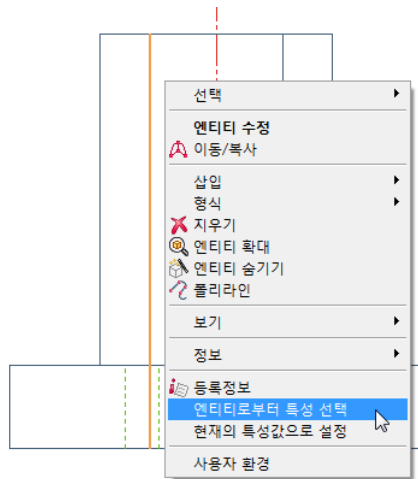 선택
엔티티 수정
이동/복사
삽입
형식
지우기
엔티티 확대
엔티티 숨기기
폴리라인
보기
정보
등록정보
엔티티로부터 특성 선택
현재의 특성값으로 설정
사용자 환경